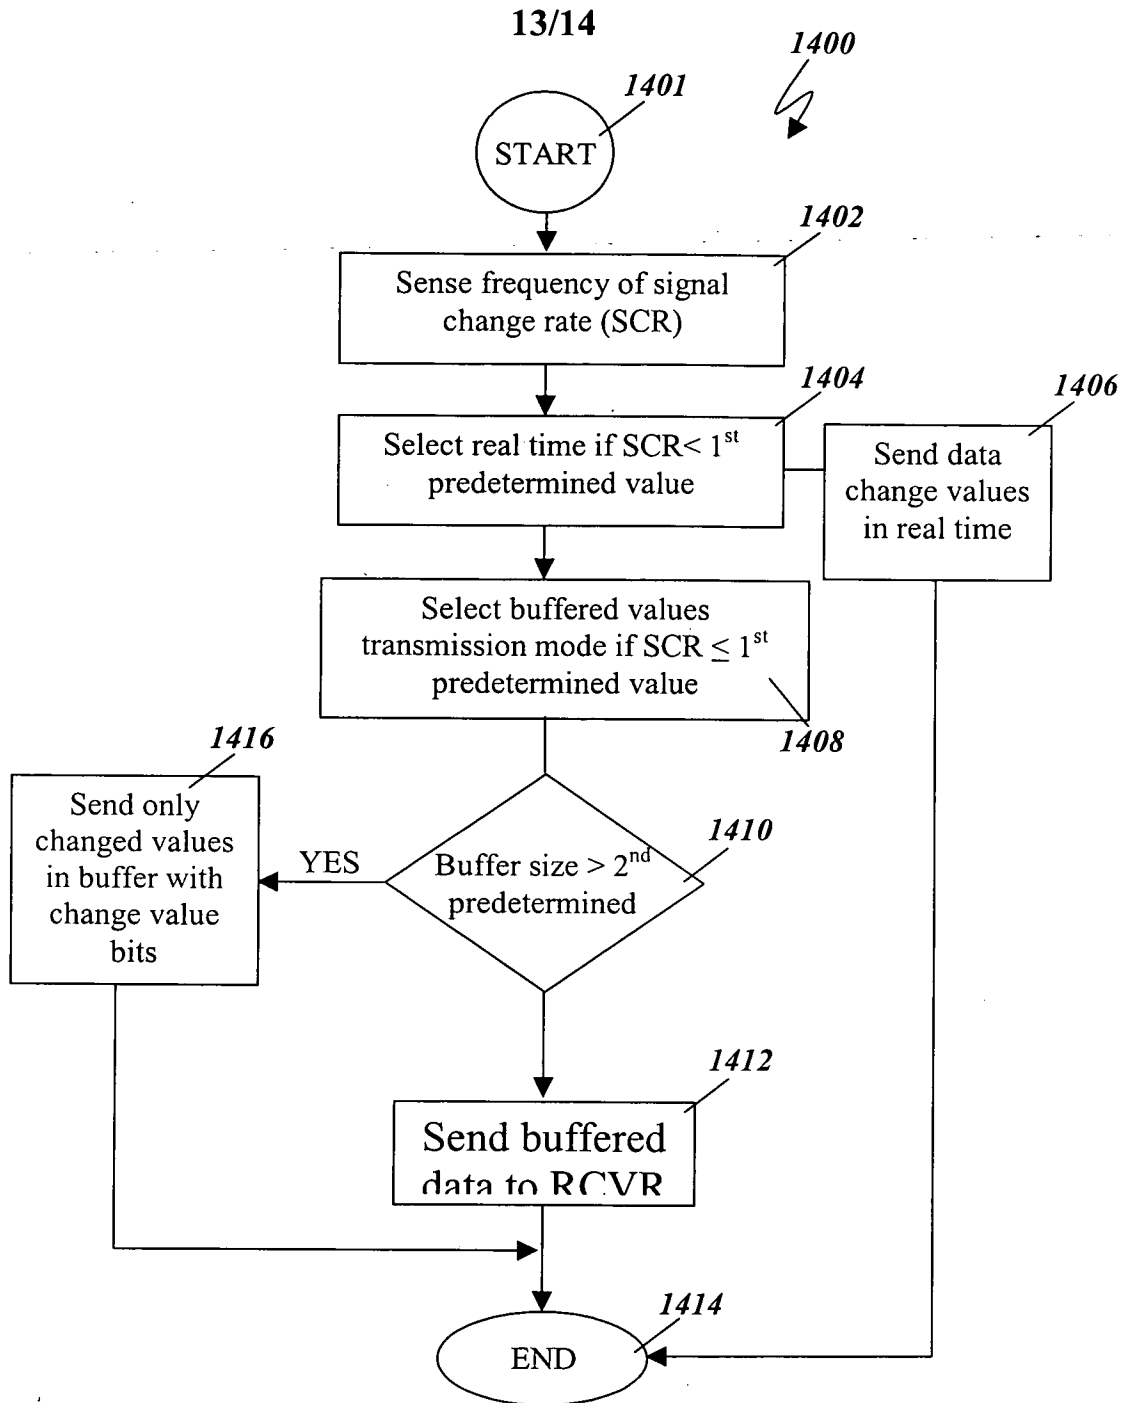 13/14
1400
1401
START
1402
Sense frequency of signal
change rate (SCR)
1404
Select real time if SCR< 1st
predetermined value
1406
Send data
change values
in real time
Select buffered values
transmission mode if SCR ≤ 1st
predetermined value
1408
1416
Send only
changed values
in buffer with
change value
bits
YES
1410
Buffer size > 2nd
predetermined
1412
Send buffered
data to RCVR
1414
END